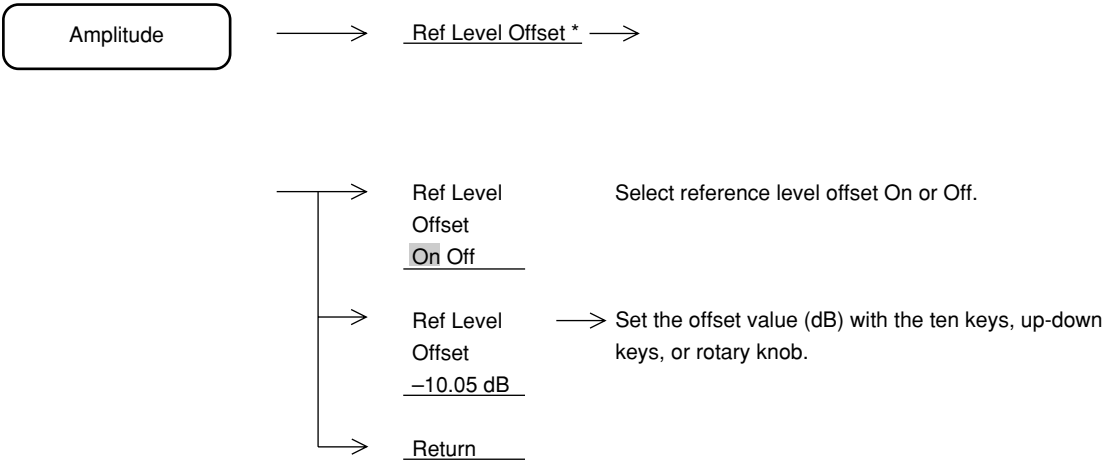 Amplitude
Ref Level Offset *
Ref Level
Offset
On Off
Select reference level offset On or Off.
Ref Level
Offset
–10.05 dB
Set the offset value (dB) with the ten keys, up-down
keys, or rotary knob.
Return